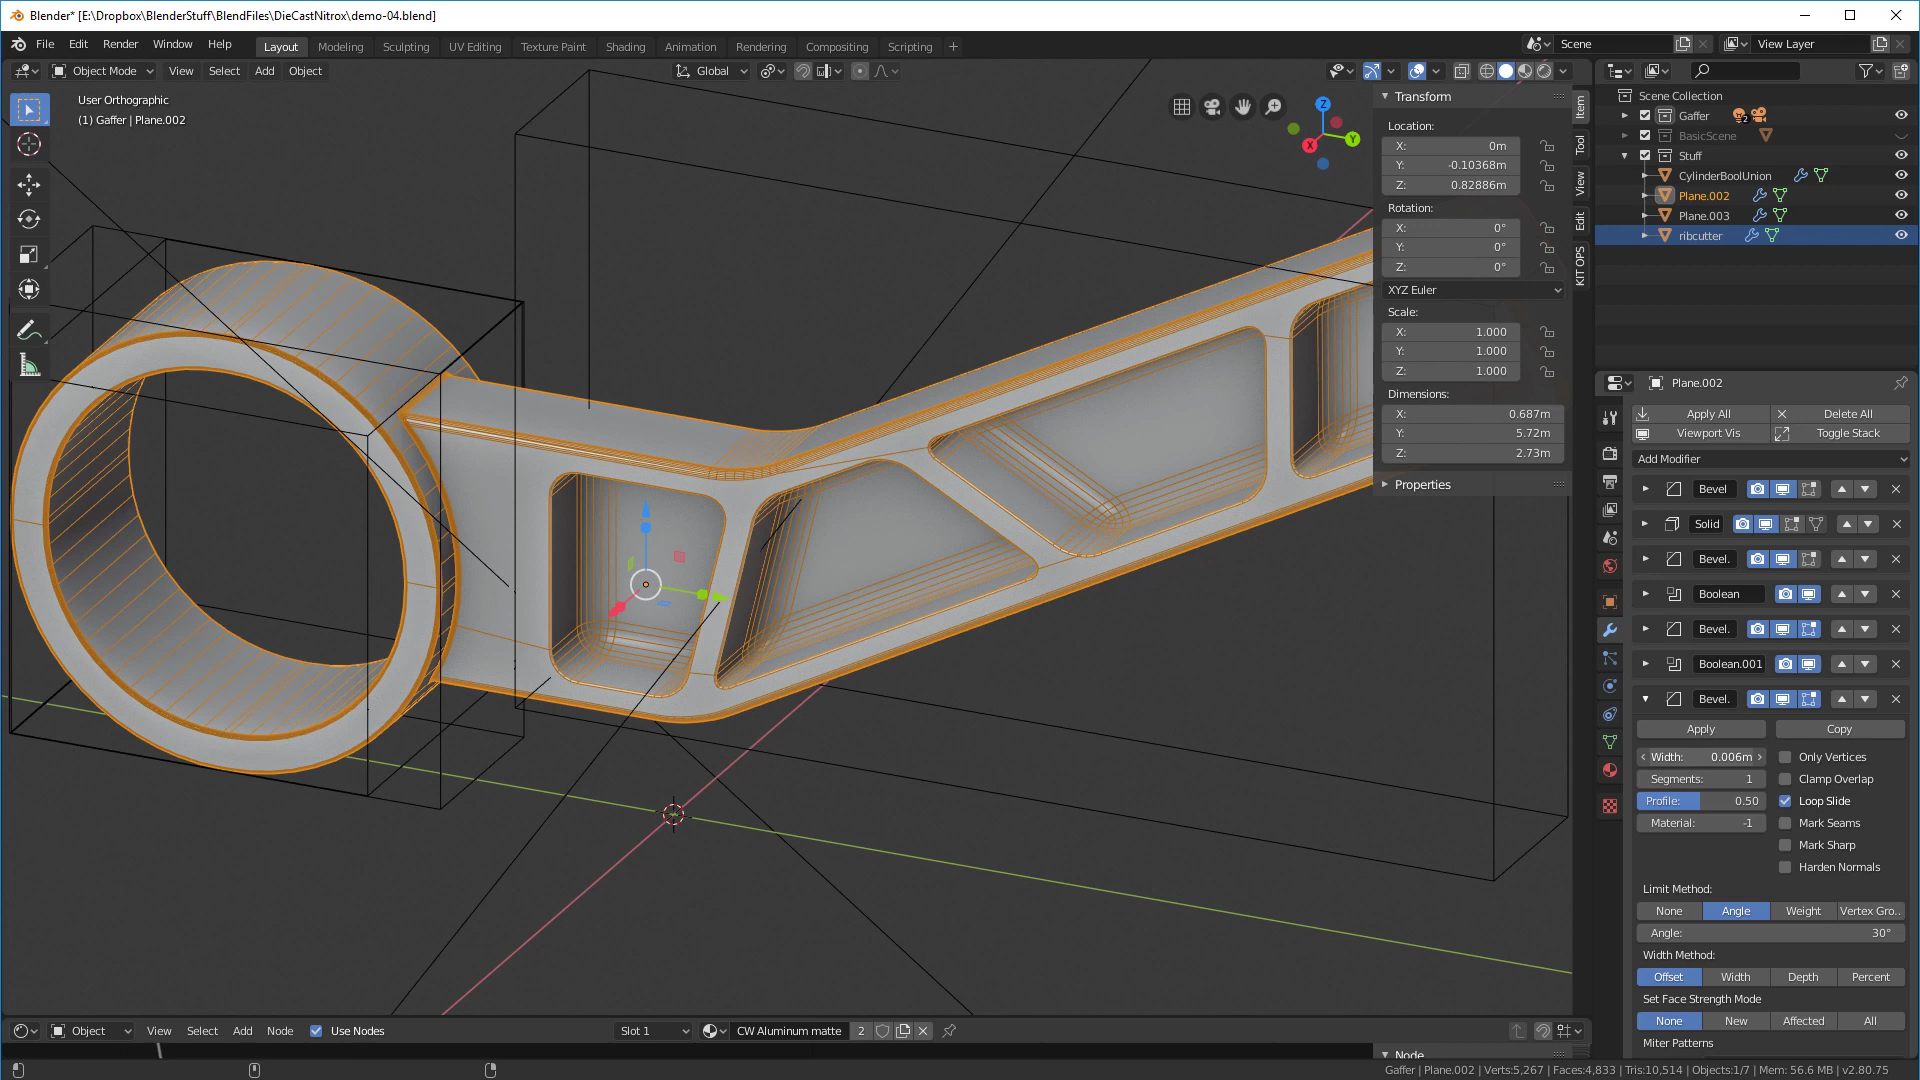 Blender* [E:\Dropbox\BlenderStuff\BlendFiles\DieCastNitrox\demo-04.blend]
File Edit Render Window Help
Layout Modeling Sculpting UV Editing Texture Paint Shading Animation Rendering Compositing Scripting +
Scene
View Layer
Object Mode View Select Add Object
Global
User Orthographic
(1) Gaffer | Plane.002
Z
Y
X
Transform
Location:
X: 0m
Y: -0.10368m
Z: 0.82886m
Rotation:
X: 0°
Y: 0°
Z: 0°
XYZ Euler
Scale:
X: 1.000
Y: 1.000
Z: 1.000
Dimensions:
X: 0.687m
Y: 5.72m
Z: 2.73m
Properties
Item
Tool
View
Edit
KIT OPS
Scene Collection
Gaffer 2
BasicScene
Stuff
CylinderBoolUnion
Plane.002
Plane.003
ribcutter
Plane.002
Apply All Delete All
Viewport Vis Toggle Stack
Add Modifier
Bevel
Solid
Bevel.
Boolean
Bevel.
Boolean.001
Bevel.
Apply Copy
Width: 0.006m Only Vertices
Segments: 1 Clamp Overlap
Profile: 0.50 Loop Slide
Material: -1 Mark Seams
Mark Sharp
Harden Normals
Limit Method:
None Angle Weight Vertex Gro..
Angle: 30°
Width Method:
Offset Width Depth Percent
Set Face Strength Mode
None New Affected All
Miter Patterns
Object View Select Add Node Use Nodes
Slot 1
CW Aluminum matte 2
Node
Gaffer | Plane.002 | Verts:5,267 | Faces:4,833 | Tris:10,514 | Objects:1/7 | Mem: 56.6 MB | v2.80.75